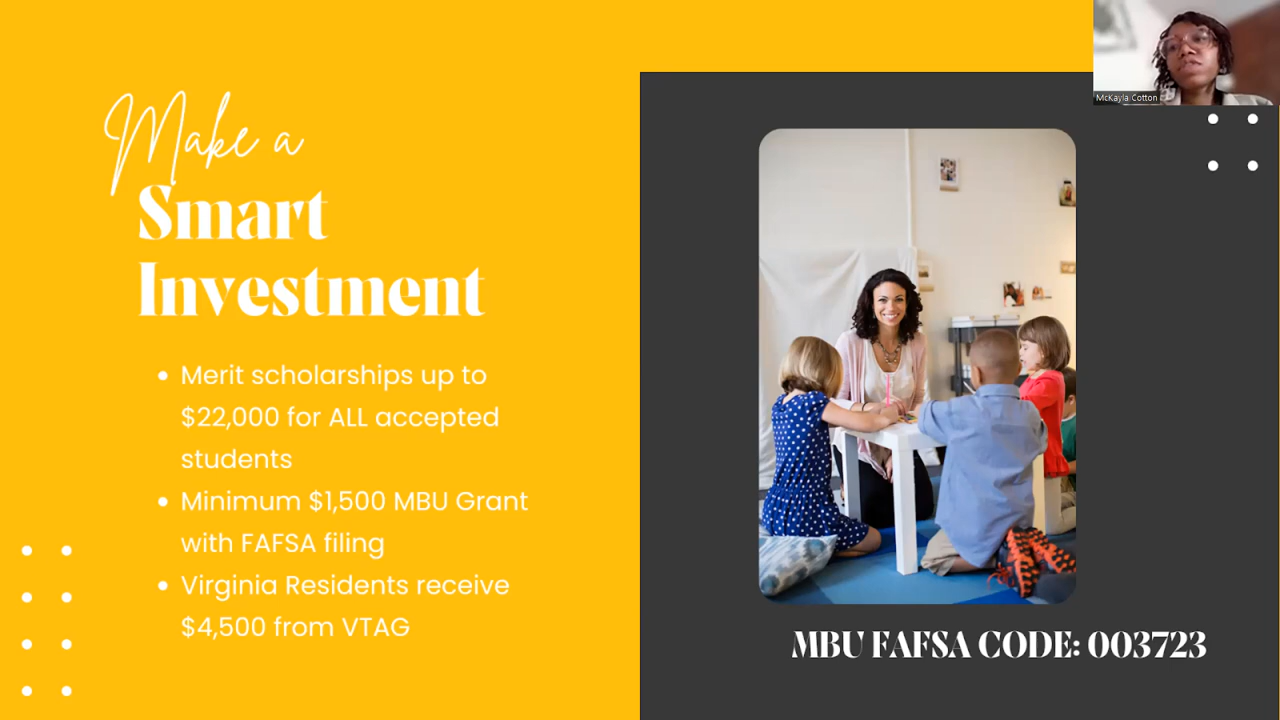 McKayla Cotton
Make a
Smart
Investment
• Merit scholarships up to
$22,000 for ALL accepted
students
• Minimum $1,500 MBU Grant
with FAFSA filing
• Virginia Residents receive
$4,500 from VTAG
MBU FAFSA CODE: 003723